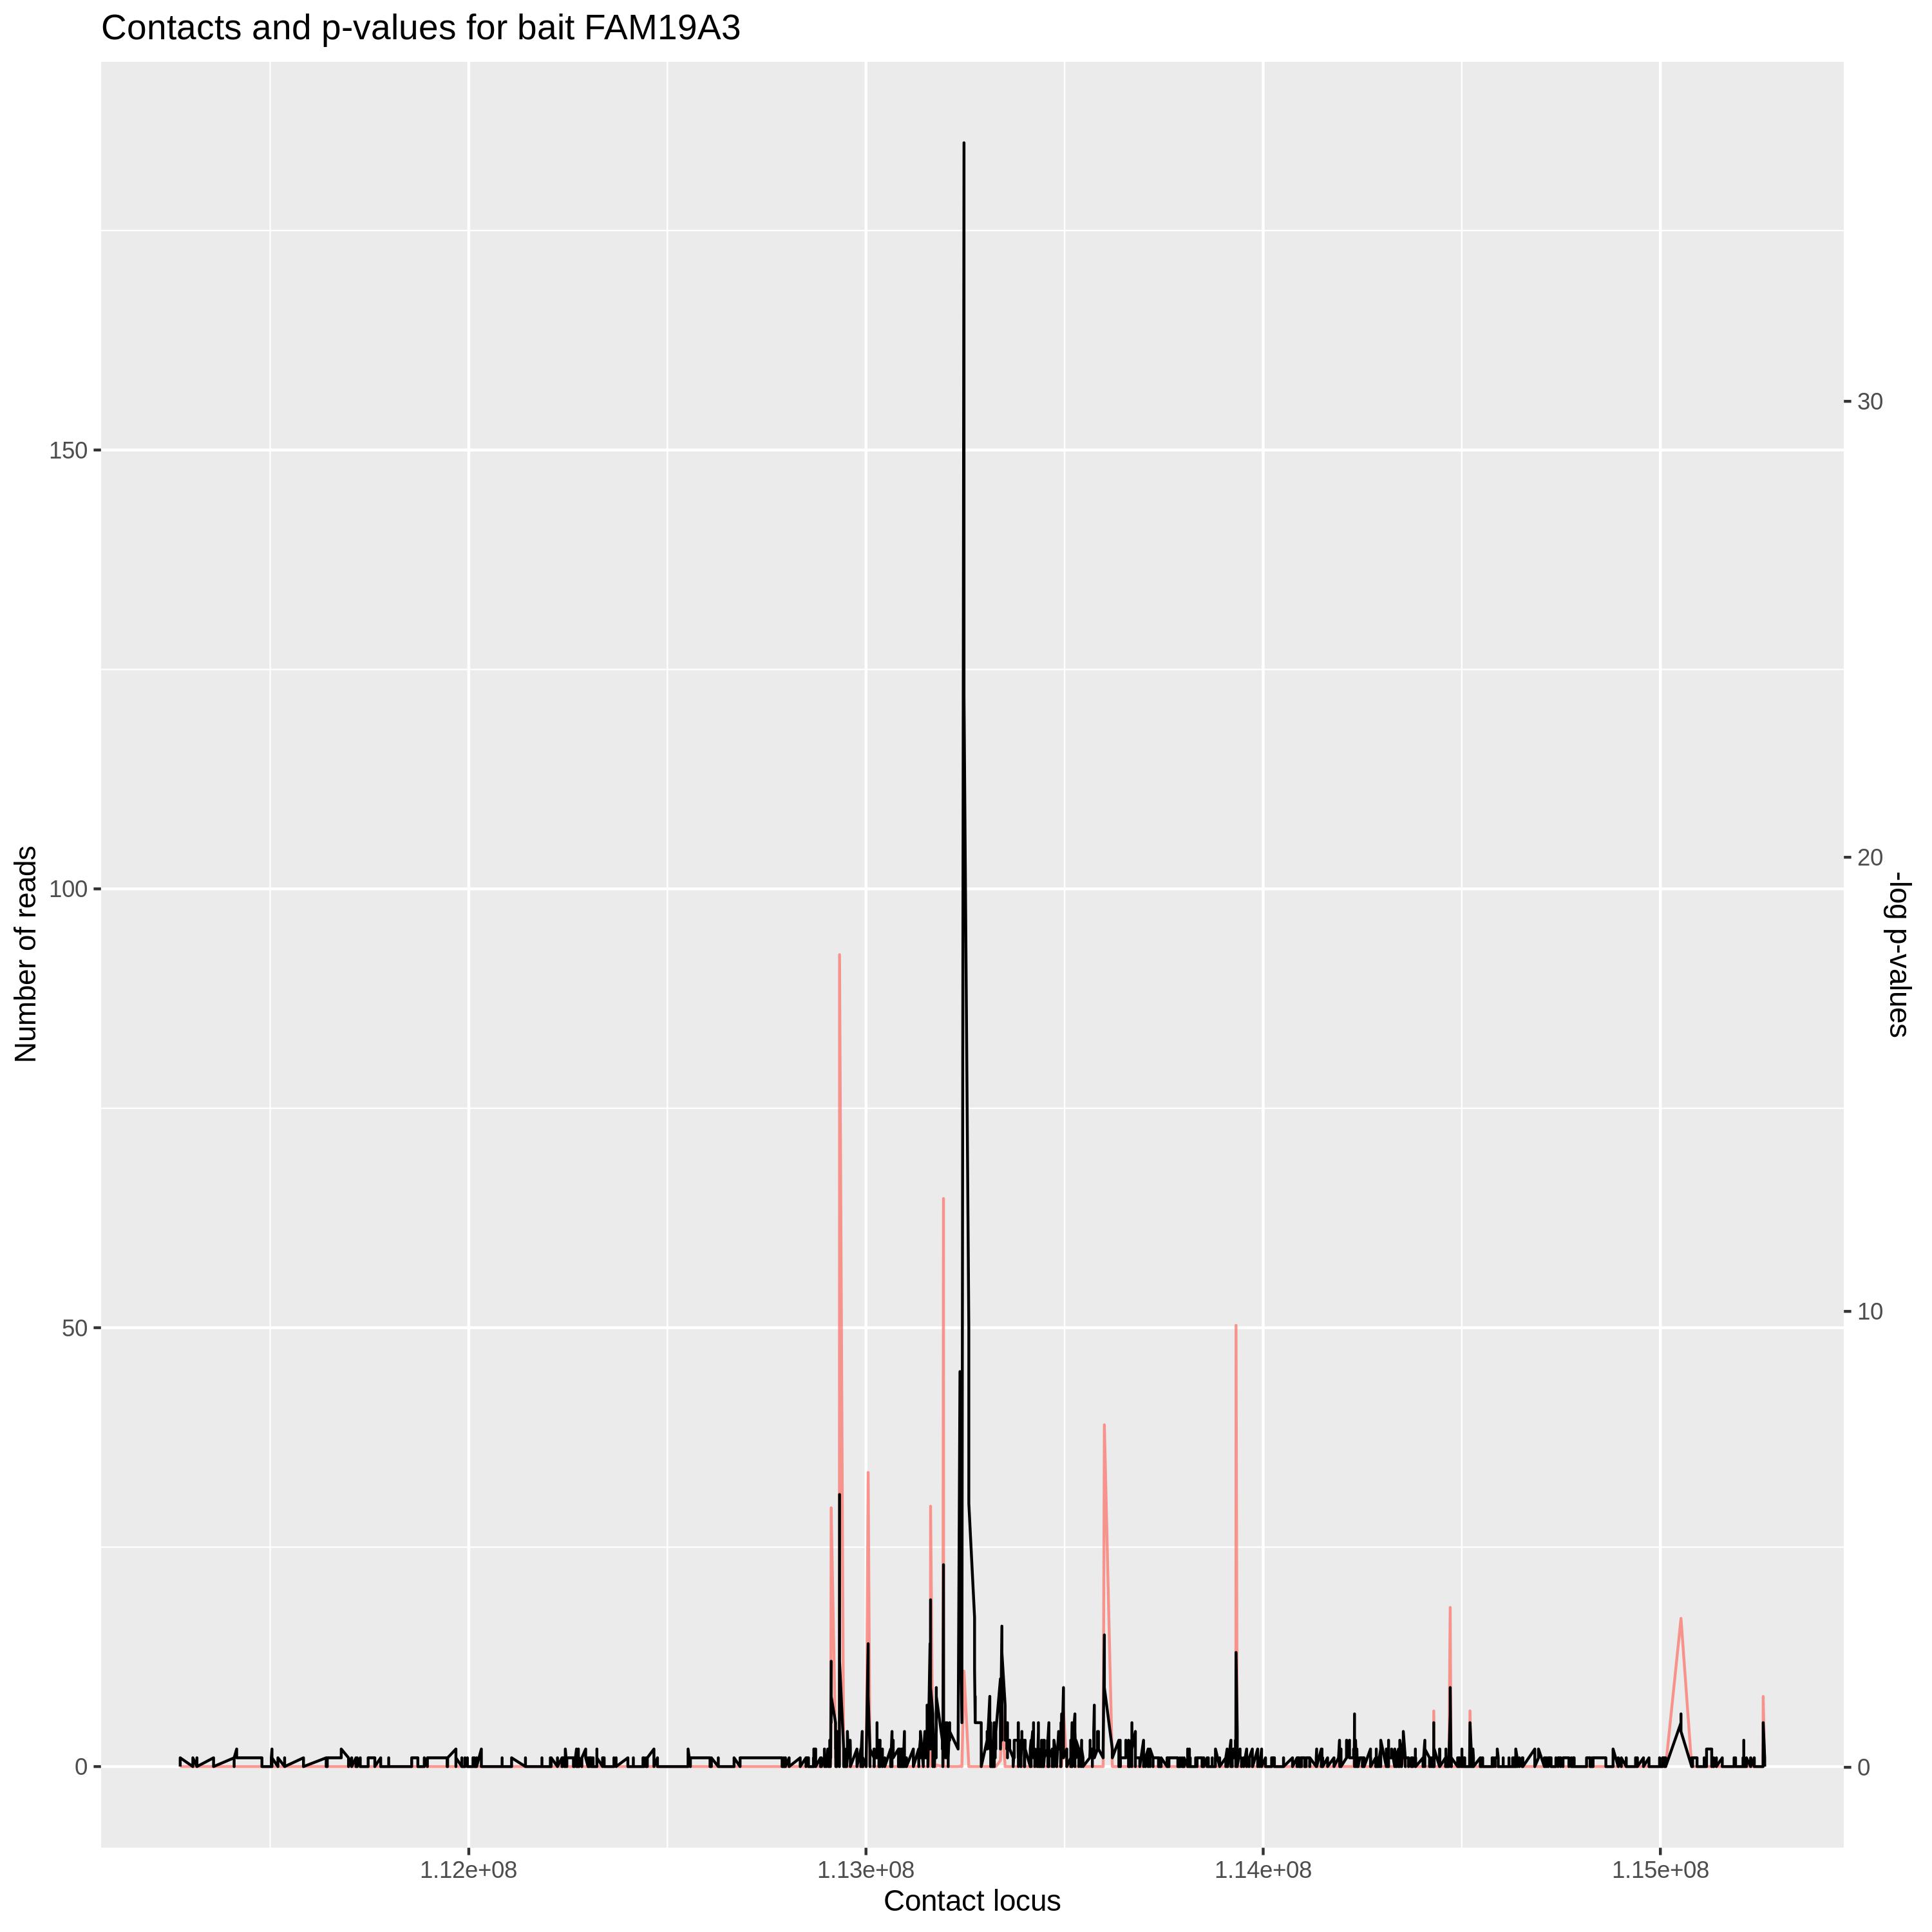 Contacts and p-values for bait FAM19A3
150
100
50
0
Number of reads
30
20
10
0
-log p-values
1.12e+08
1.13e+08
1.14e+08
1.15e+08
Contact locus